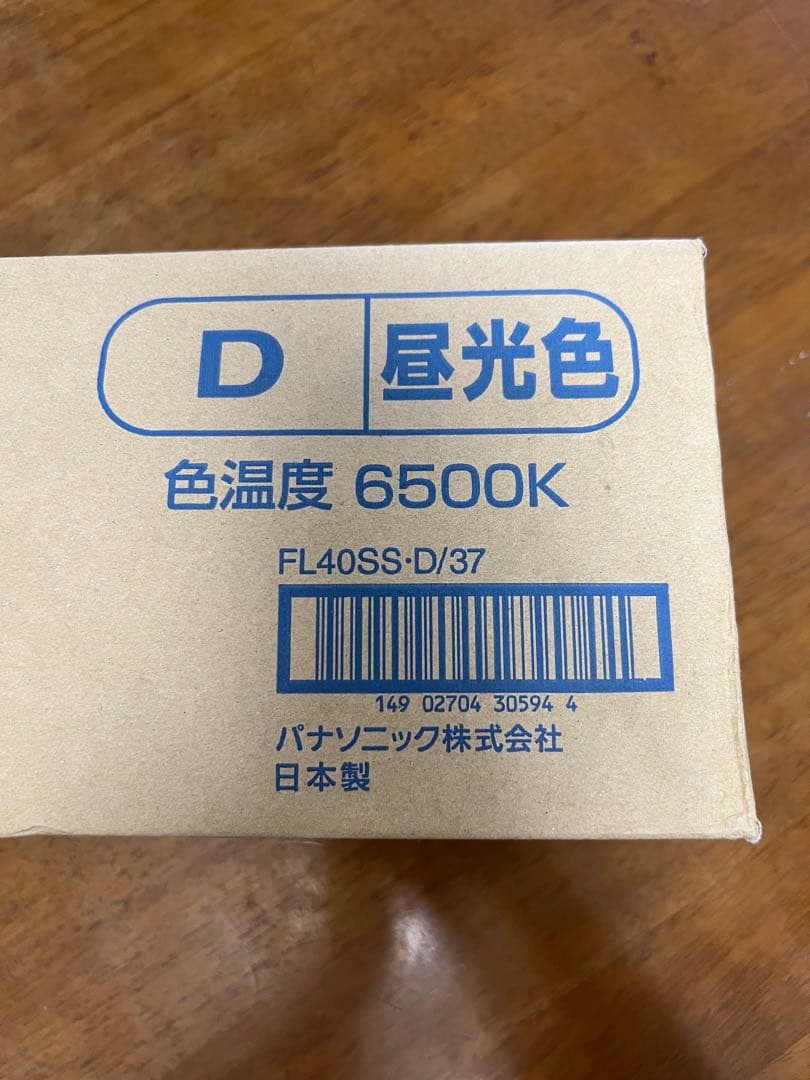 D 昼光色
色温度 6500K
FL40SS・D/37
149 02704 30594 4
パナソニック株式会社
日本製